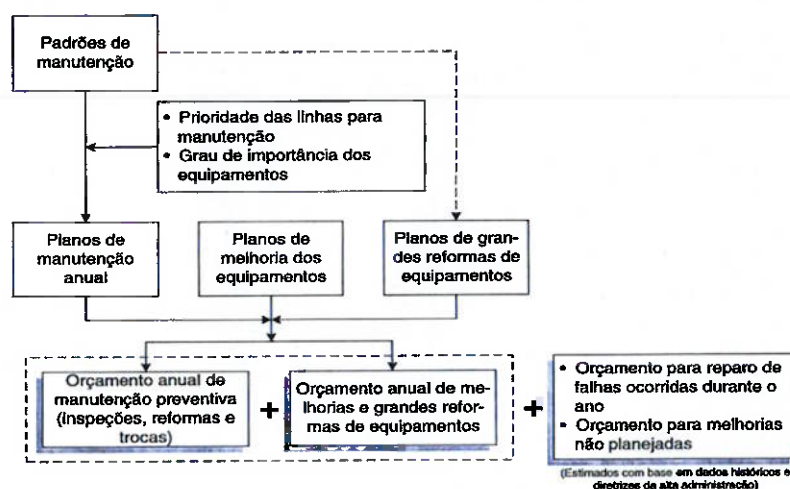 Padrões de
manutenção
• Prioridade das linhas para
manutenção
• Grau de importância dos
equipamentos
Planos de
manutenção
anual
Planos de
melhoria dos
equipamentos
Planos de gran-
des reformas de
equipamentos
Orçamento anual de
manutenção preventiva
(inspeções, reformas e
trocas)
+
Orçamento anual de me-
lhorias e grandes refor-
mas de equipamentos
+
• Orçamento para reparo de
falhas ocorridas durante o
ano
• Orçamento para melhorias
não planejadas
(Estimados com base em dados históricos e
diretrizes da alta administração)